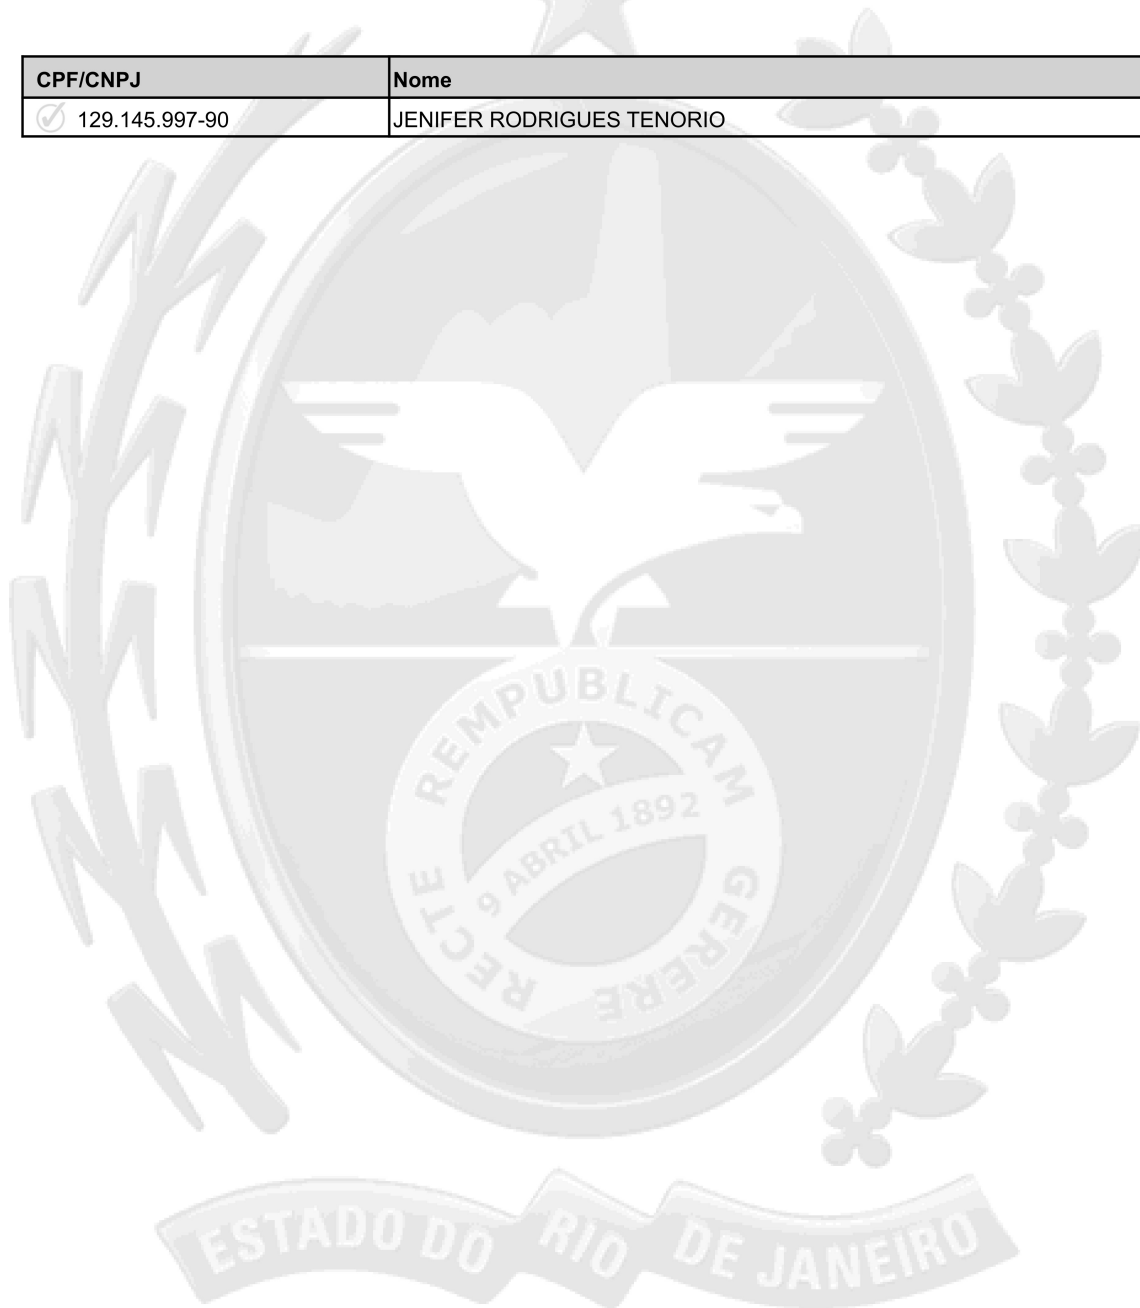 CPF/CNPJ Nome
129.145.997-90 JENIFER RODRIGUES TENORIO
RECTE REMPUBLICAM GERERE
9 ABRIL 1892
ESTADO DO RIO DE JANEIRO